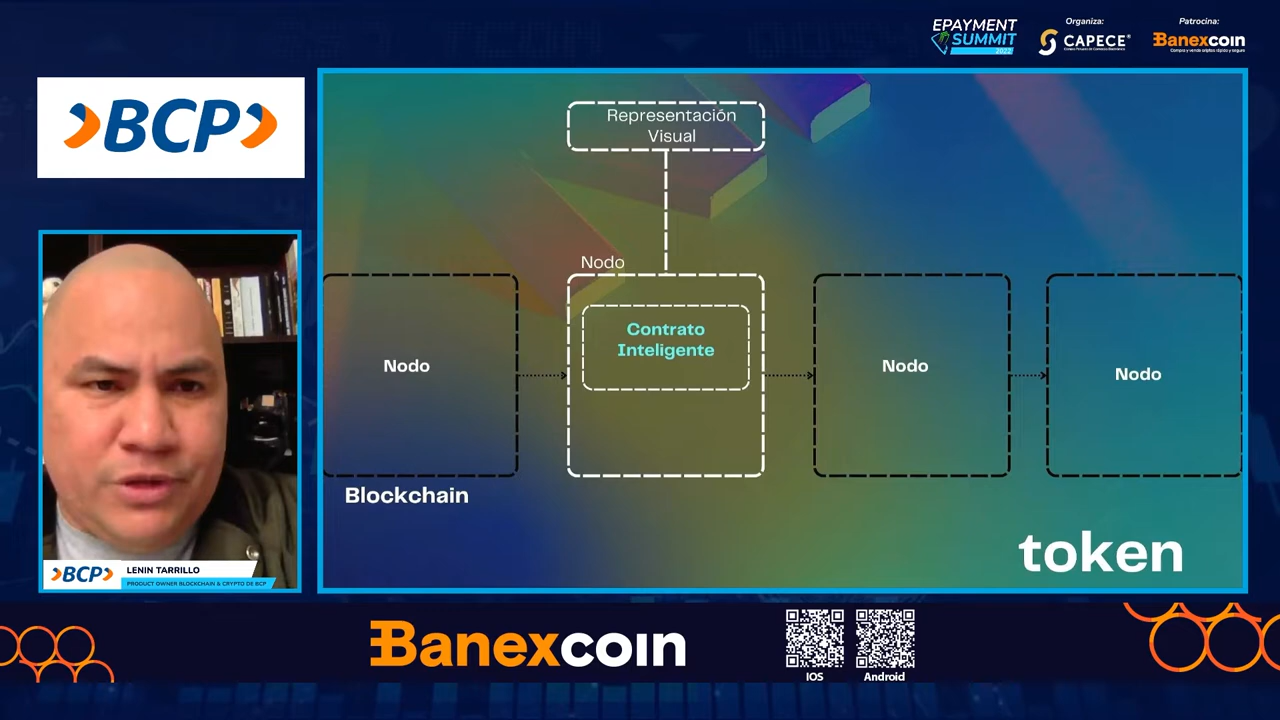 EPAYMENT
SUMMIT
2022
Organiza:
CAPECE
Patrocina:
Banexcoin
BCP
Representación
Visual
Nodo
Contrato
Inteligente
Nodo
Nodo
Nodo
Blockchain
token
BCP
LENIN TARRILLO
PRODUCT OWNER BLOCKCHAIN & CRYPTO DE BCP
Banexcoin
IOS
Android